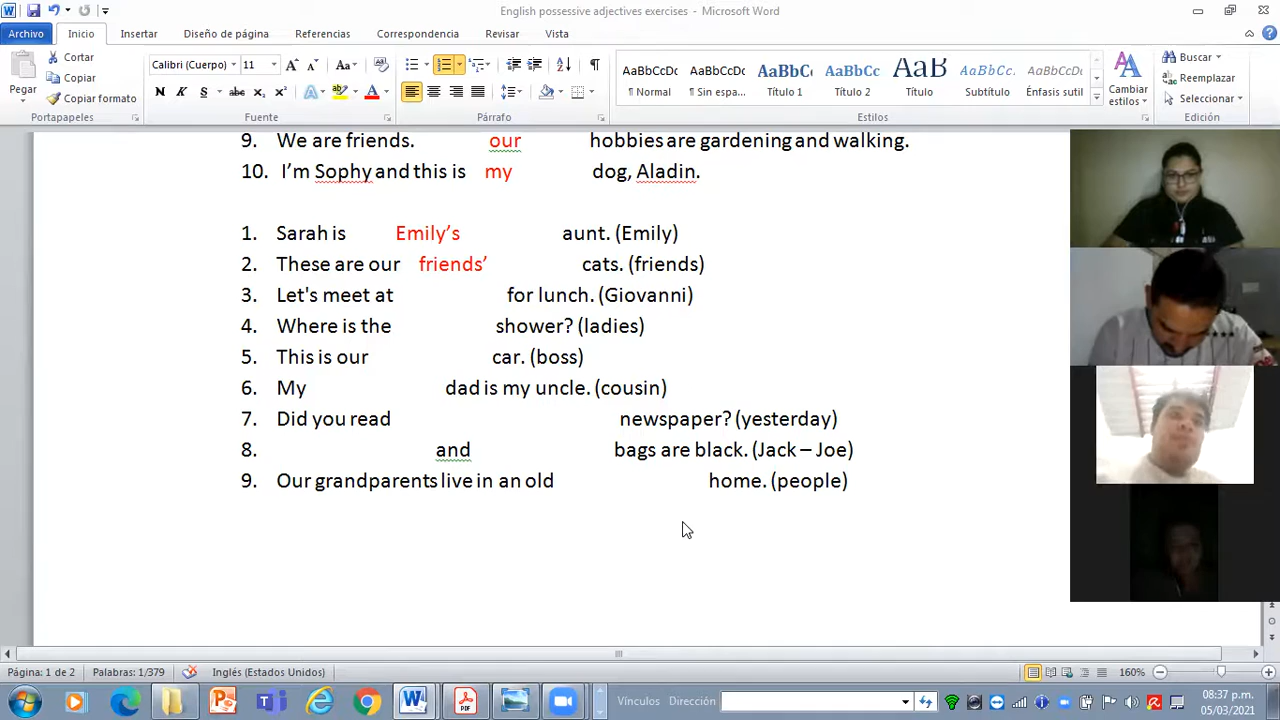 English possessive adjectives exercises - Microsoft Word
Archivo Inicio Insertar Diseño de página Referencias Correspondencia Revisar Vista
Cortar
Copiar
Copiar formato
Pegar
Portapapeles
Calibri (Cuerpo) 11
Fuente
Párrafo
AaBbCcDc AaBbCcDc AaBbC AaBbCc AaB AaBbCc. AaBbCcDc
¶ Normal ¶ Sin espa... Título 1 Título 2 Título Subtítulo Énfasis sutil
Cambiar estilos
Estilos
Buscar
Reemplazar
Seleccionar
Edición
9. We are friends. our hobbies are gardening and walking.
10. I'm Sophy and this is my dog, Aladin.
1. Sarah is Emily's aunt. (Emily)
2. These are our friends' cats. (friends)
3. Let's meet at for lunch. (Giovanni)
4. Where is the shower? (ladies)
5. This is our car. (boss)
6. My dad is my uncle. (cousin)
7. Did you read newspaper? (yesterday)
8. and bags are black. (Jack – Joe)
9. Our grandparents live in an old home. (people)
Página: 1 de 2 Palabras: 1/379 Inglés (Estados Unidos) 160%
Vínculos Dirección
08:37 p.m.
05/03/2021